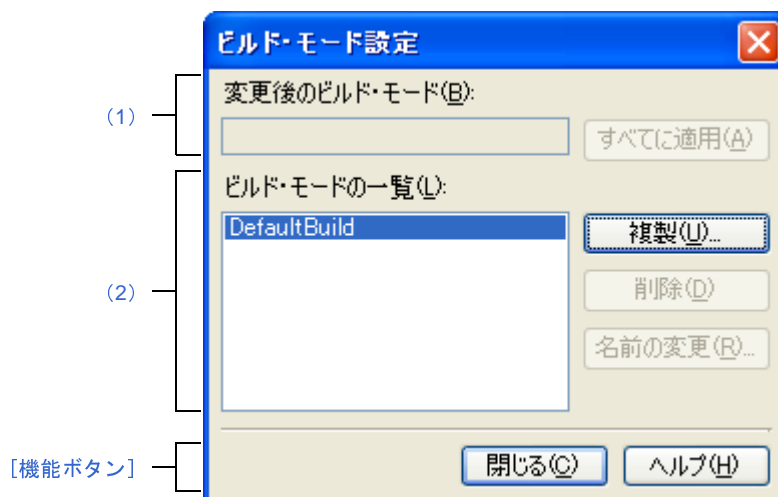 ビルド・モード設定
(1)
変更後のビルド・モード(B):
すべてに適用(A)
(2)
ビルド・モードの一覧(L):
DefaultBuild
複製(U)...
削除(D)
名前の変更(R)...
[機能ボタン]
閉じる(C)
ヘルプ(H)